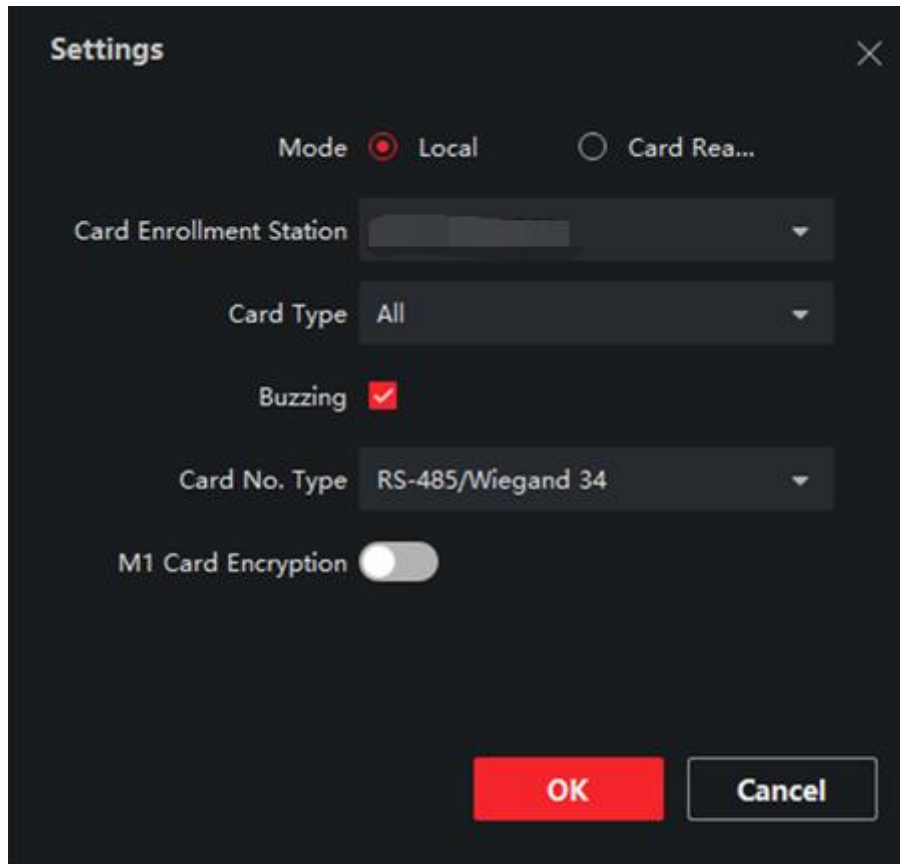 Settings
Mode Local Card Rea...
Card Enrollment Station
Card Type All
Buzzing
Card No. Type RS-485/Wiegand 34
M1 Card Encryption
OK Cancel